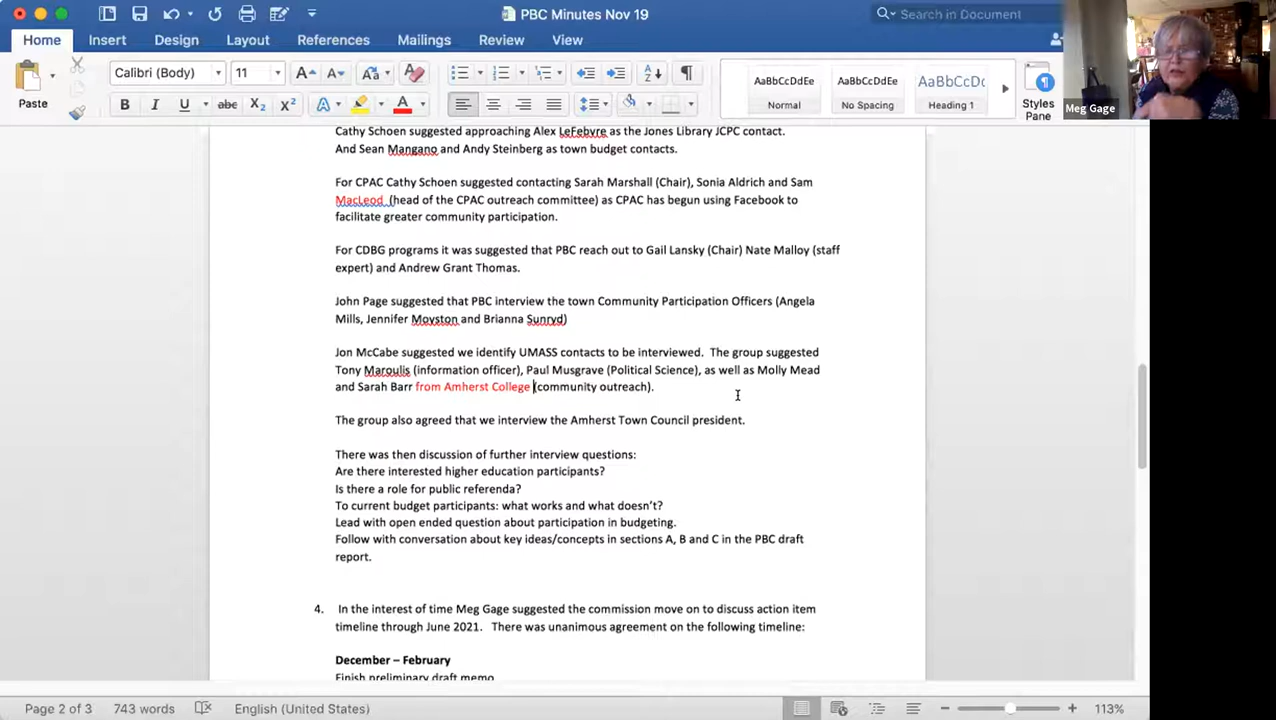 PBC Minutes Nov 19
Search in Document
Home Insert Design Layout References Mailings Review View
Paste
Calibri (Body) 11
AaBbCcDdEe AaBbCcDdEe AaBbCcDd
Normal No Spacing Heading 1
Styles
Pane
Meg Gage
Cathy Schoen suggested approaching Alex LeFebvre as the Jones Library JCPC contact.
And Sean Mangano and Andy Steinberg as town budget contacts.
For CPAC Cathy Schoen suggested contacting Sarah Marshall (Chair), Sonia Aldrich and Sam
MacLeod (head of the CPAC outreach committee) as CPAC has begun using Facebook to
facilitate greater community participation.
For CDBG programs it was suggested that PBC reach out to Gail Lansky (Chair) Nate Malloy (staff
expert) and Andrew Grant Thomas.
John Page suggested that PBC interview the town Community Participation Officers (Angela
Mills, Jennifer Moyston and Brianna Sunryd)
Jon McCabe suggested we identify UMASS contacts to be interviewed. The group suggested
Tony Maroulis (information officer), Paul Musgrave (Political Science), as well as Molly Mead
and Sarah Barr from Amherst College (community outreach).
The group also agreed that we interview the Amherst Town Council president.
There was then discussion of further interview questions:
Are there interested higher education participants?
Is there a role for public referenda?
To current budget participants: what works and what doesn't?
Lead with open ended question about participation in budgeting.
Follow with conversation about key ideas/concepts in sections A, B and C in the PBC draft
report.
4. In the interest of time Meg Gage suggested the commission move on to discuss action item
timeline through June 2021. There was unanimous agreement on the following timeline:
December – February
Finish preliminary draft memo
Page 2 of 3 743 words English (United States) 113%